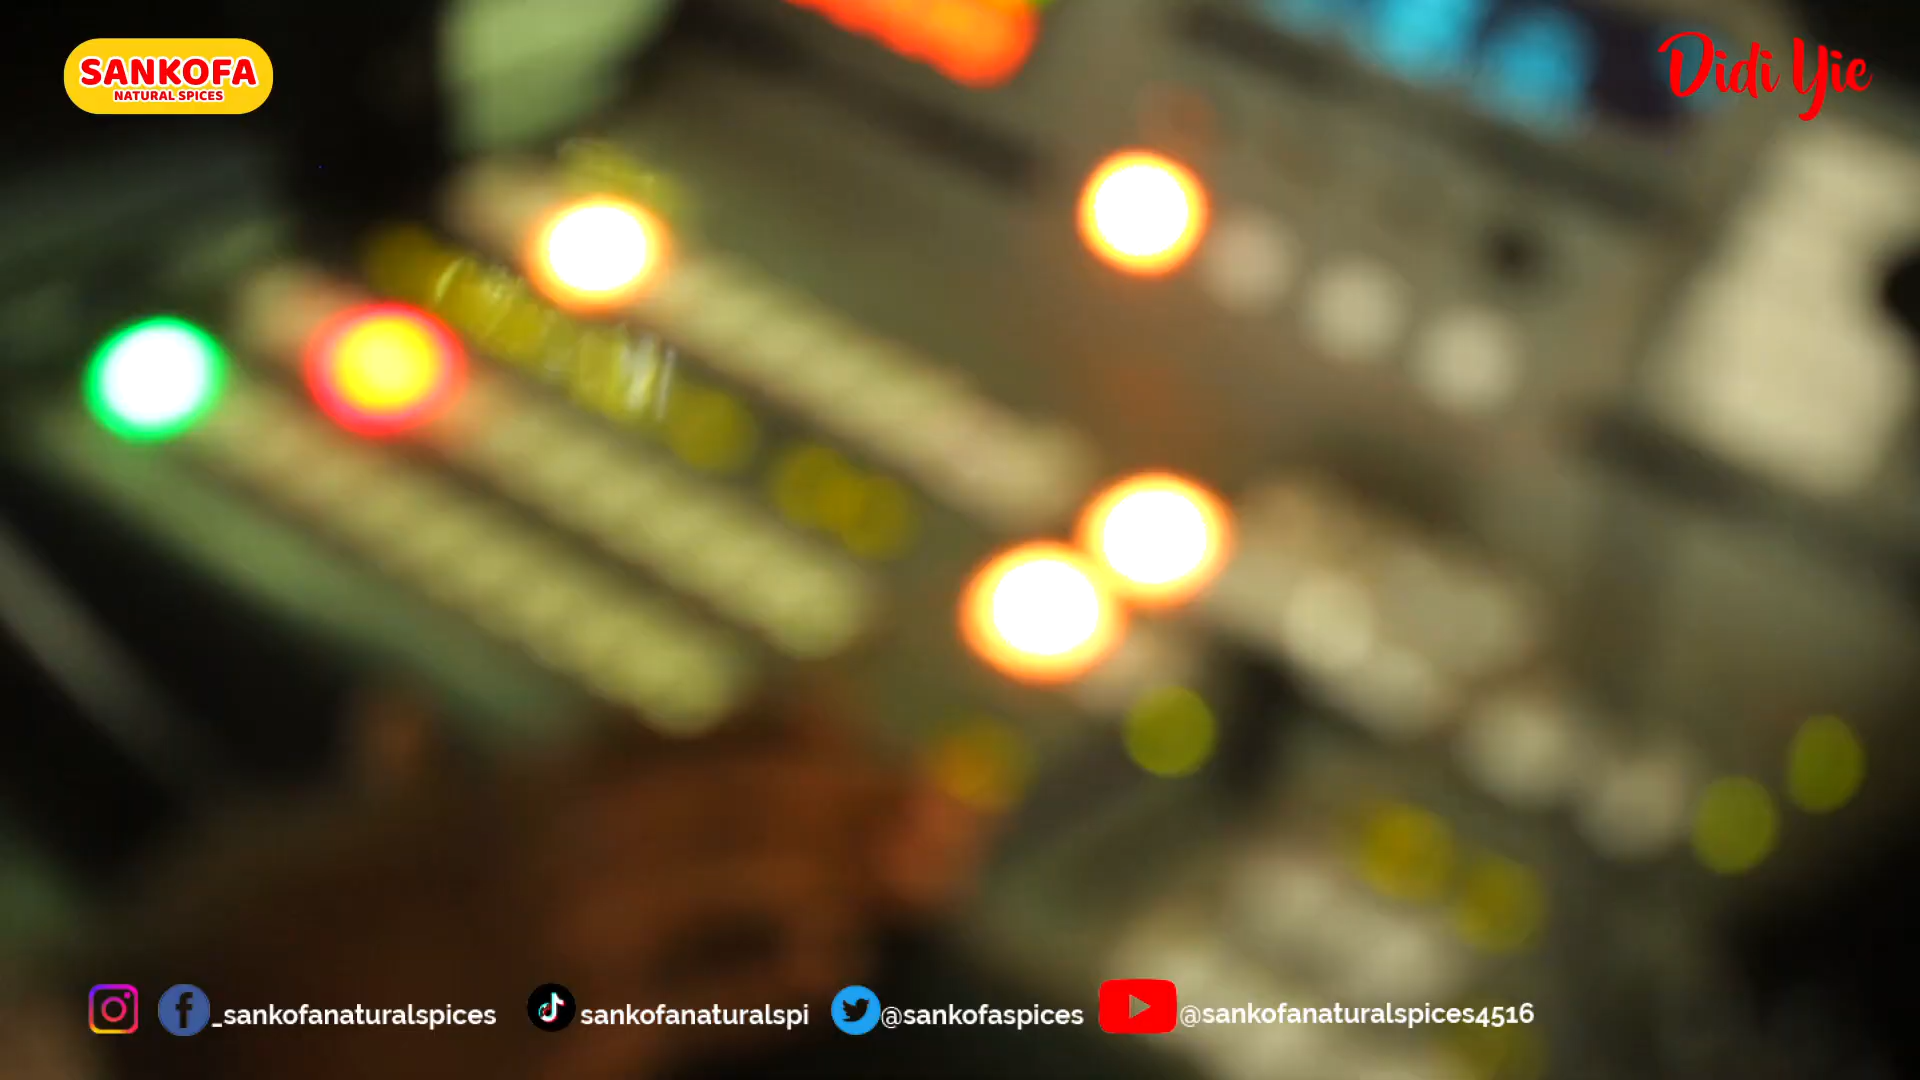 SANKOFA
NATURAL SPICES
Didi Yie
_sankofanaturalspices
sankofanaturalspi
@sankofaspices
@sankofanaturalspices4516